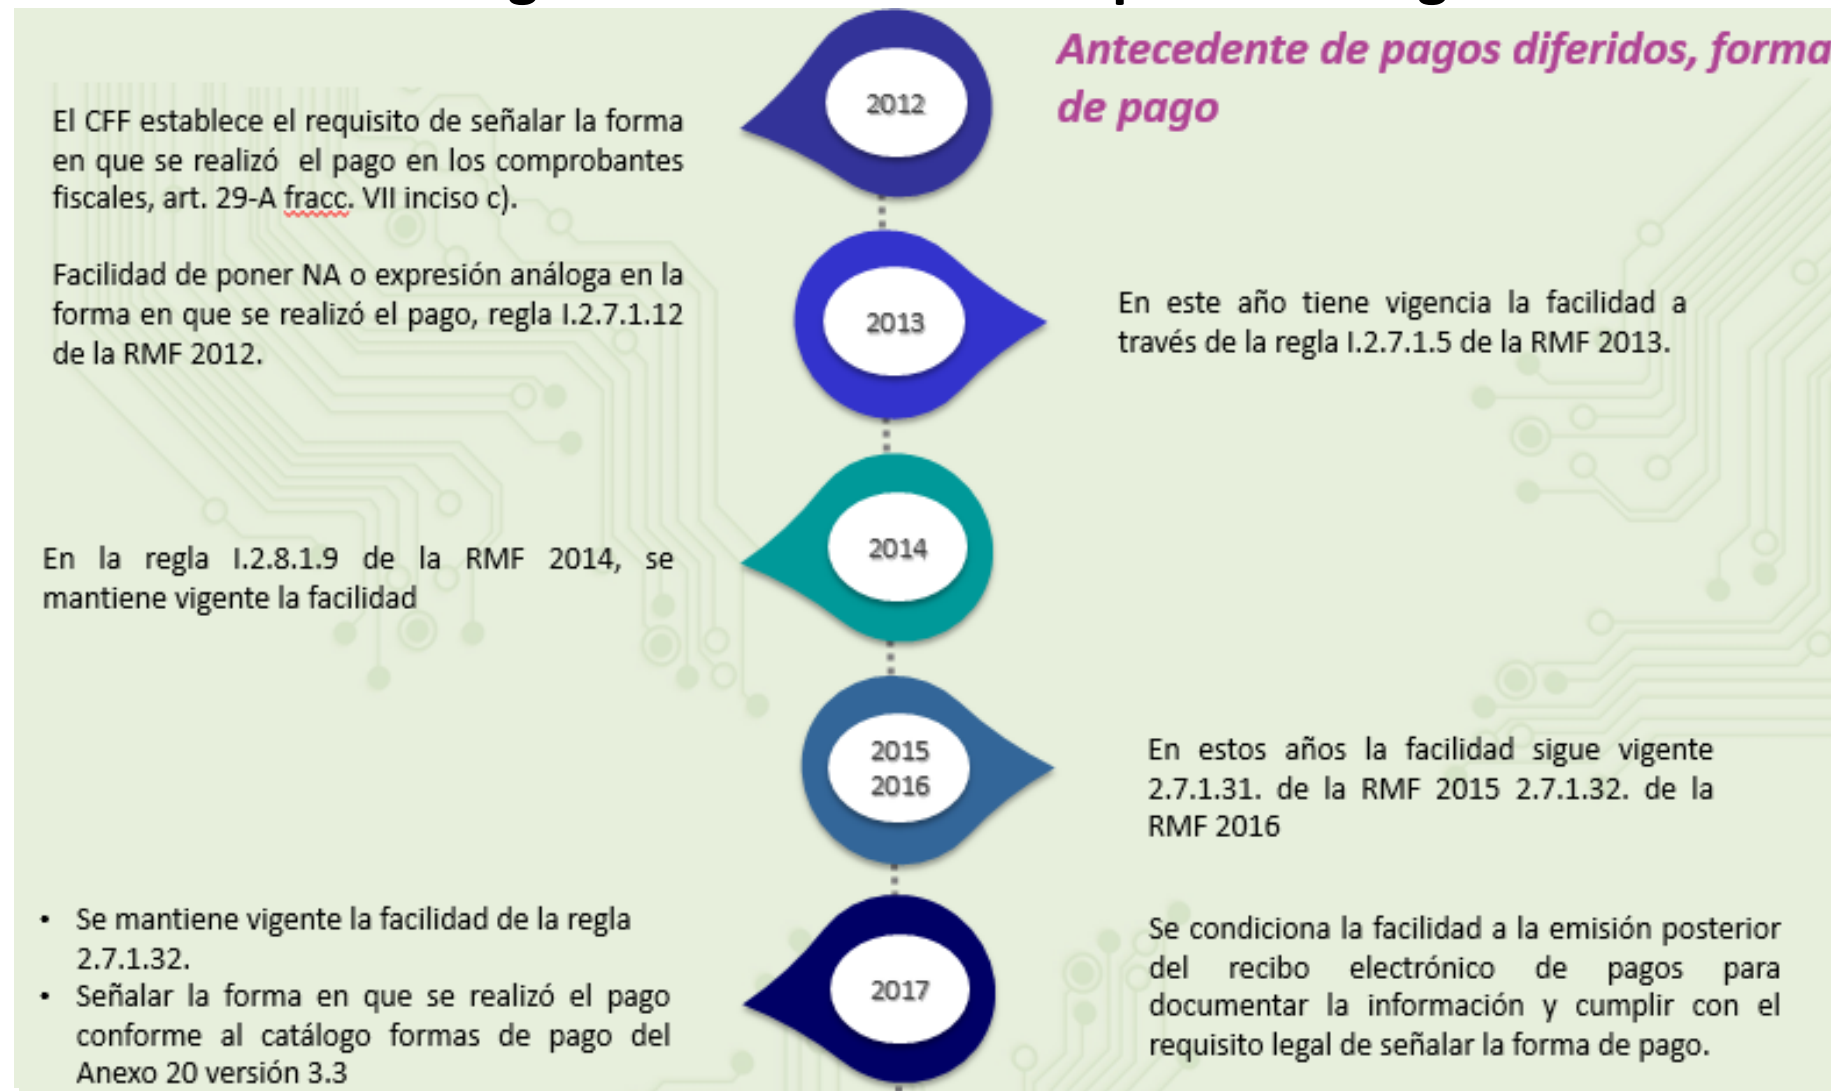 Antecedente de pagos diferidos, forma
de pago
2012
El CFF establece el requisito de señalar la forma
en que se realizó el pago en los comprobantes
fiscales, art. 29-A fracc. VII inciso c).
Facilidad de poner NA o expresión análoga en la
forma en que se realizó el pago, regla I.2.7.1.12
de la RMF 2012.
2013
En este año tiene vigencia la facilidad a
través de la regla I.2.7.1.5 de la RMF 2013.
2014
En la regla I.2.8.1.9 de la RMF 2014, se
mantiene vigente la facilidad
2015
2016
En estos años la facilidad sigue vigente
2.7.1.31. de la RMF 2015 2.7.1.32. de la
RMF 2016
• Se mantiene vigente la facilidad de la regla
2.7.1.32.
• Señalar la forma en que se realizó el pago
conforme al catálogo formas de pago del
Anexo 20 versión 3.3
2017
Se condiciona la facilidad a la emisión posterior
del recibo electrónico de pagos para
documentar la información y cumplir con el
requisito legal de señalar la forma de pago.